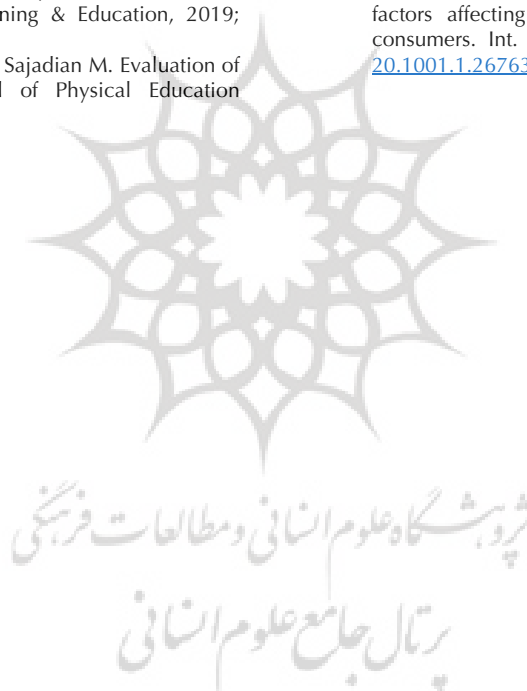 ning & Education, 2019;
Sajadian M. Evaluation of
d of Physical Education
factors affecting
consumers. Int.
20.1001.1.26763
پژوهشگاه علوم انسانی و مطالعات فرهنگی
پرتال جامع علوم انسانی